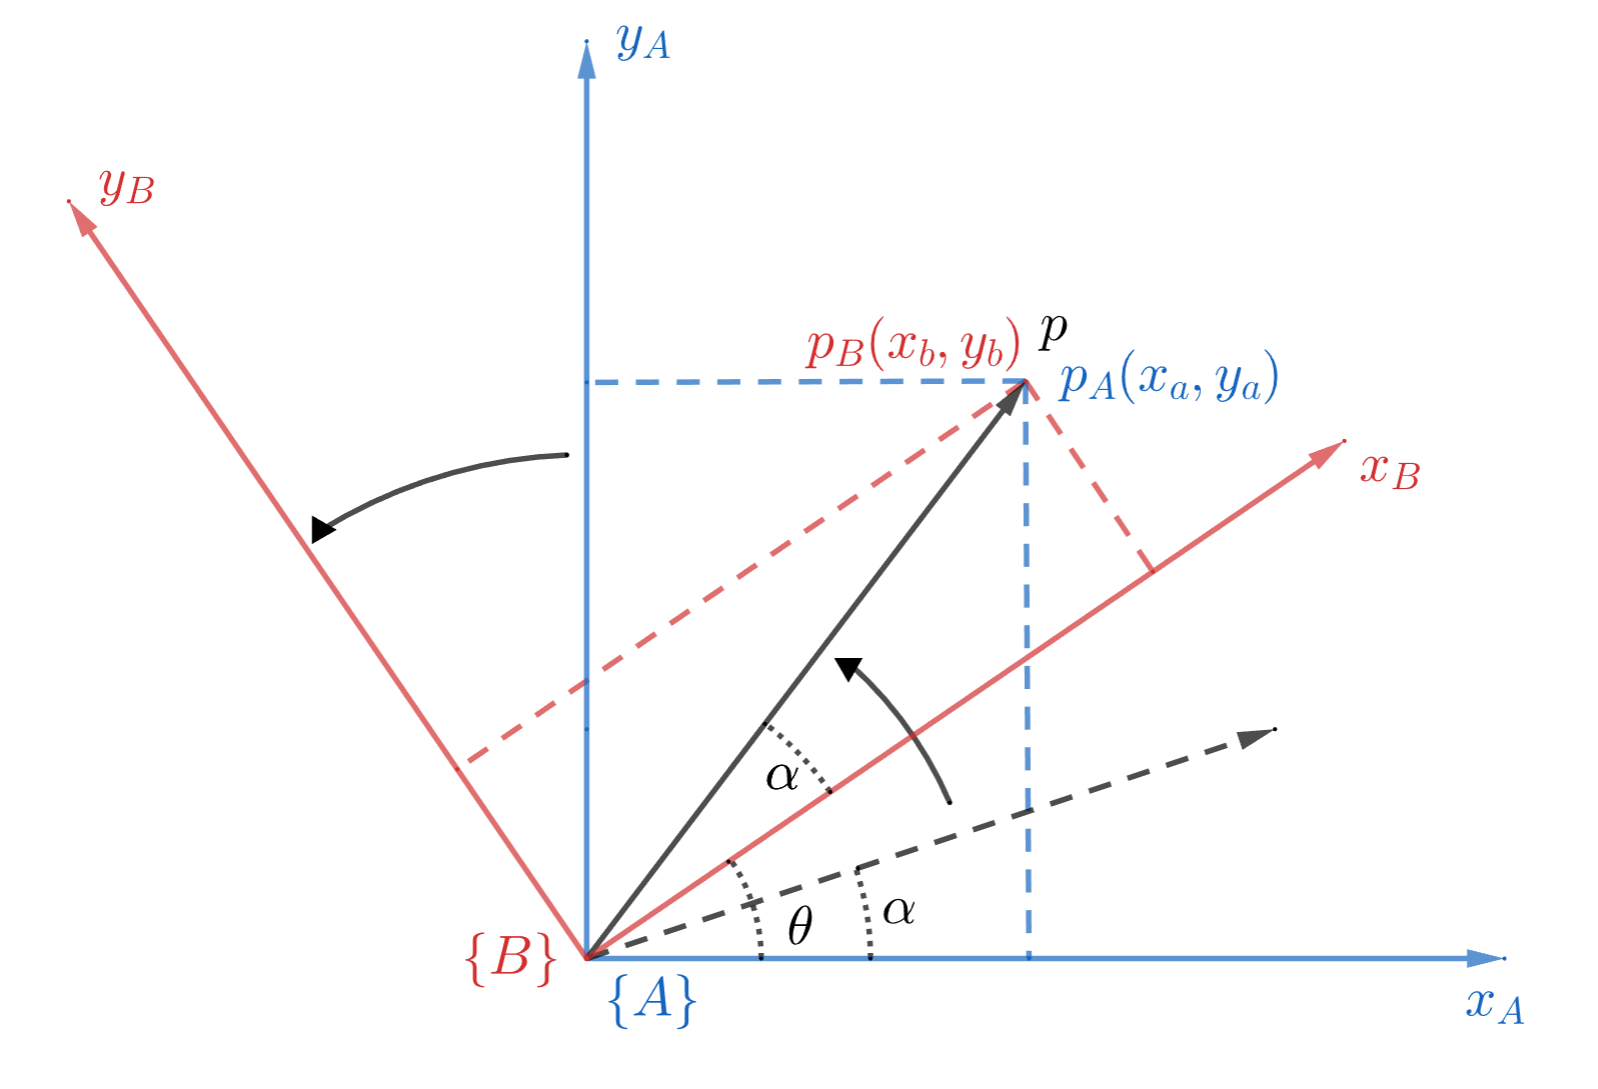 y_A
y_B
p_B(x_b, y_b) p
p_A(x_a, y_a)
x_B
α
θ α
{B}
{A}
x_A